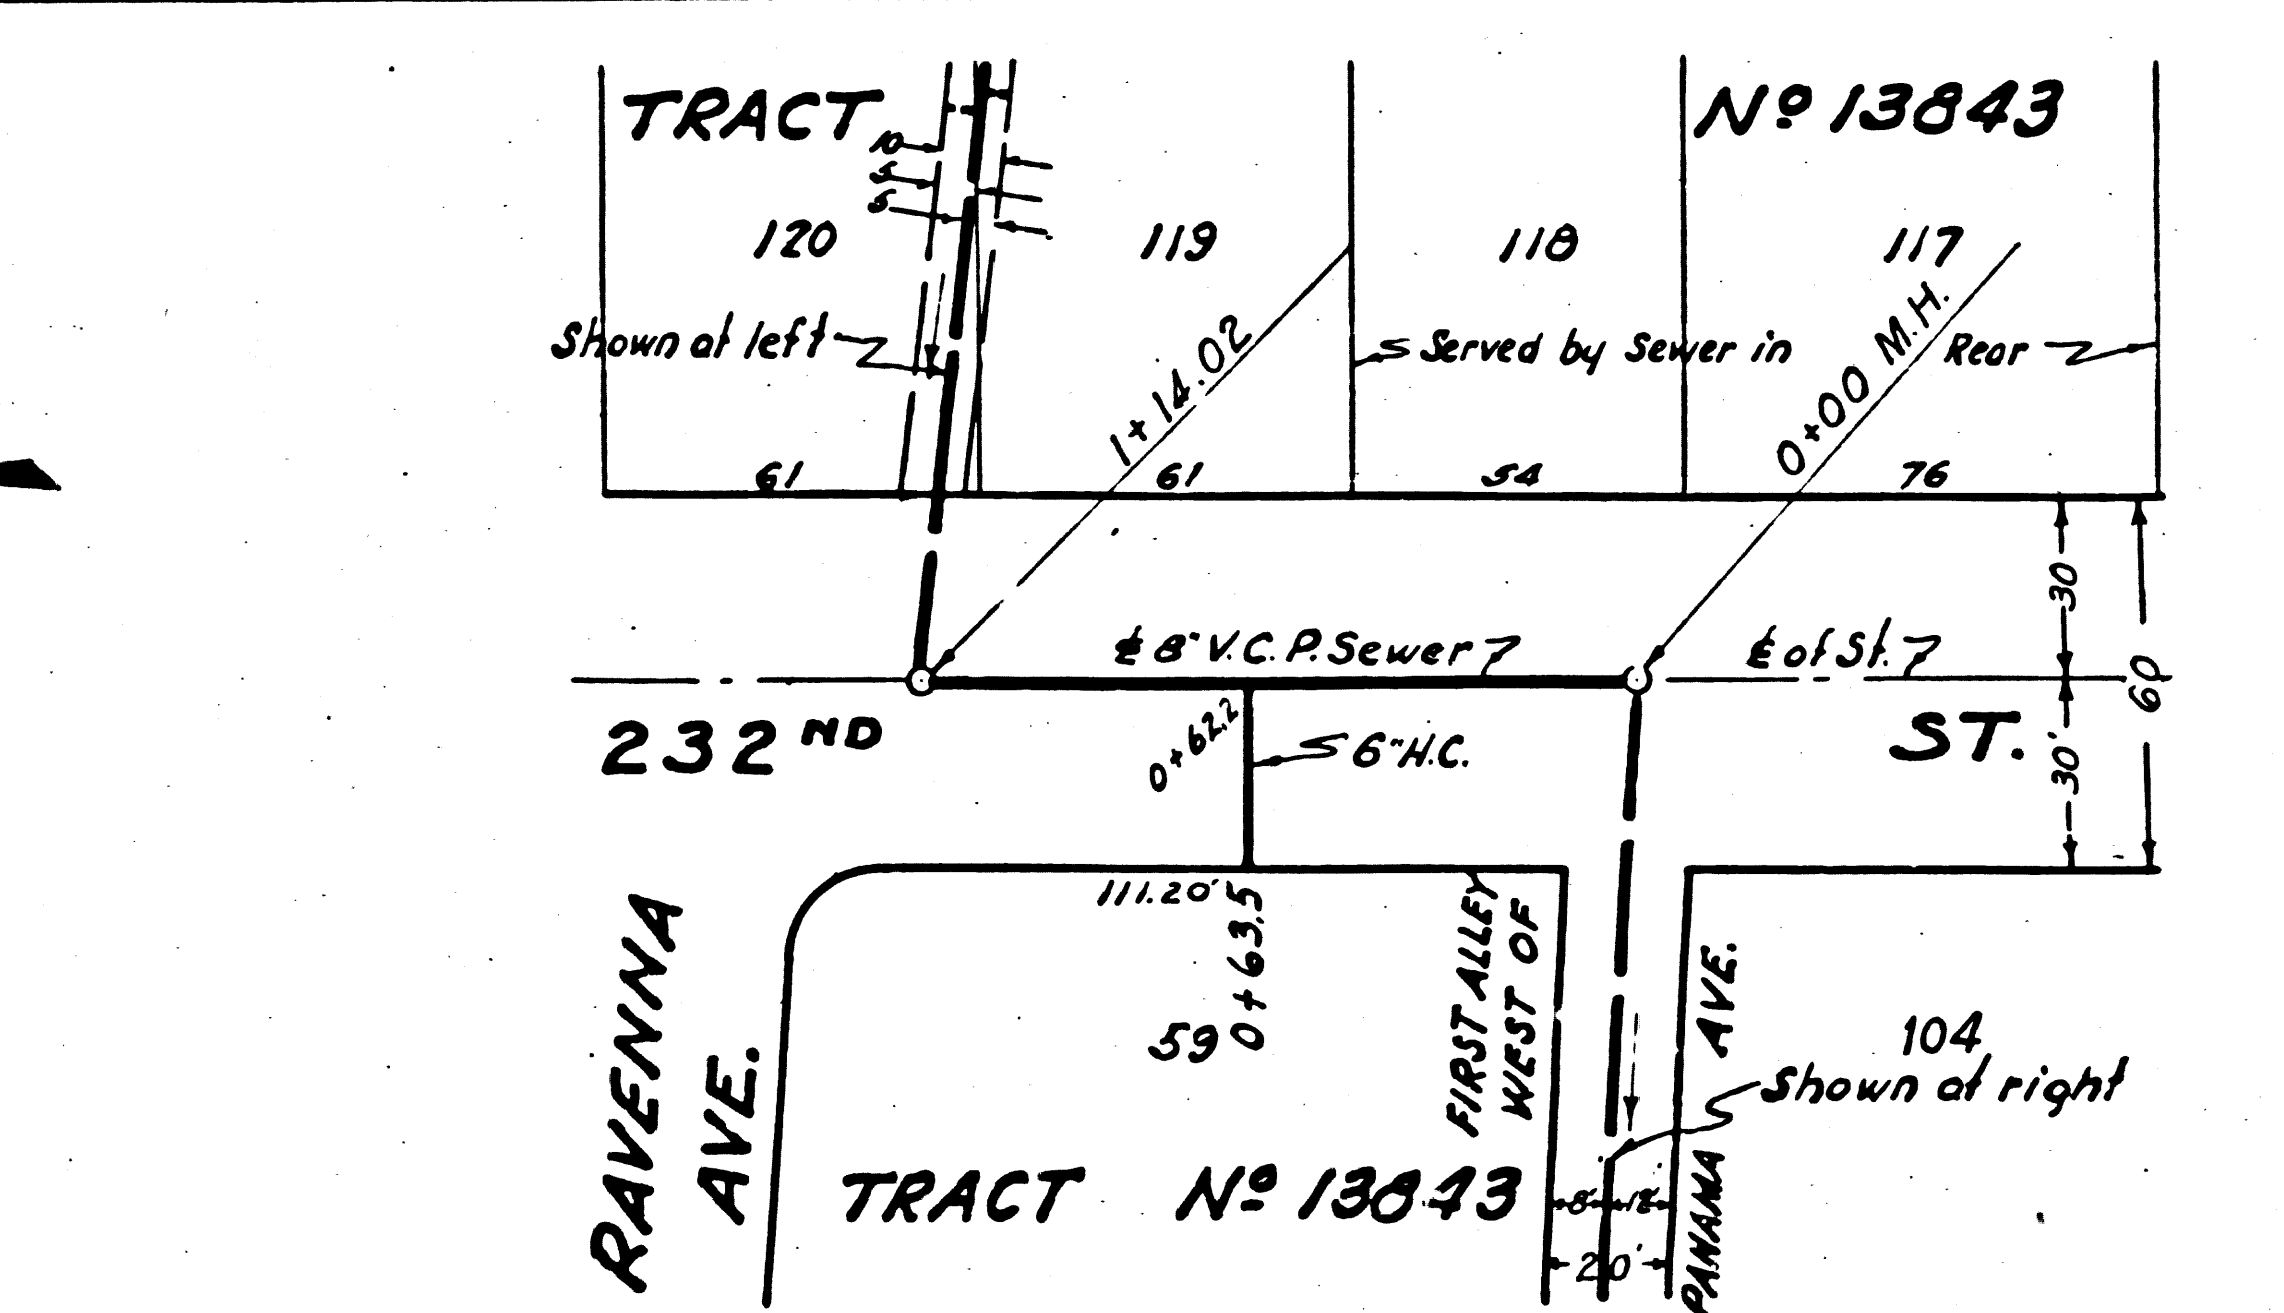 TRACT Nº 13843
10
5
5
120 119 118 117
Shown at left
1+14.02
Served by Sewer in Rear
0+00 M.H.
61 61 54 76
30
60
℄ 8" V.C.P. Sewer
℄ of St.
232ND ST.
0+62.2
6" H.C.
30'
111.20'
0+63.5
59
FIRST ALLEY
WEST OF
PANAMA AVE.
RAVENNA
AVE.
104
Shown at right
TRACT Nº 13843
8' 12'
20'